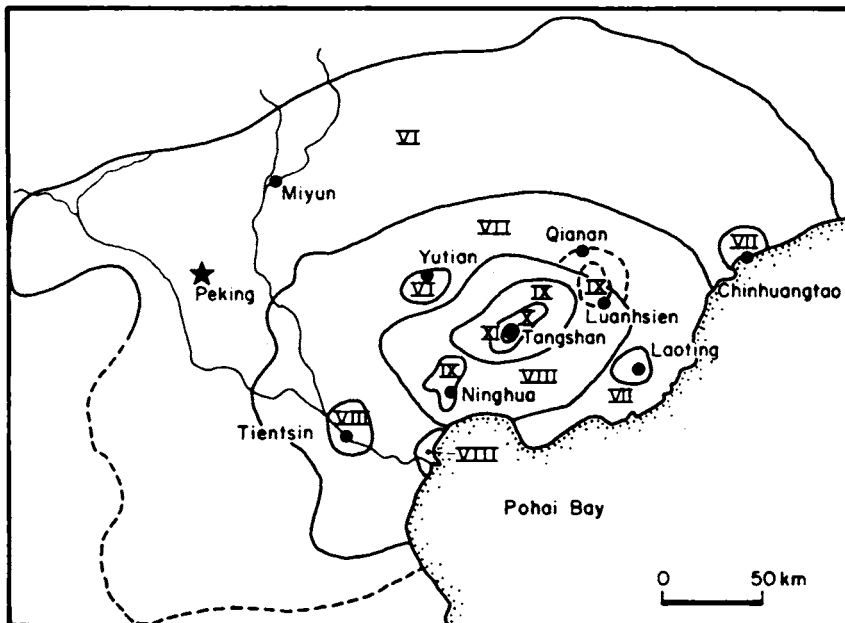 VI
Miyun
VII
Qianan
VII
Yutian
VI
Peking
IX
IX
Chinhuangtao
Luanhsien
X
XI
Tangshan
Laoting
IX
VIII
Ninghua
VII
VIII
Tientsin
VIII
Pohai Bay
0 50 km